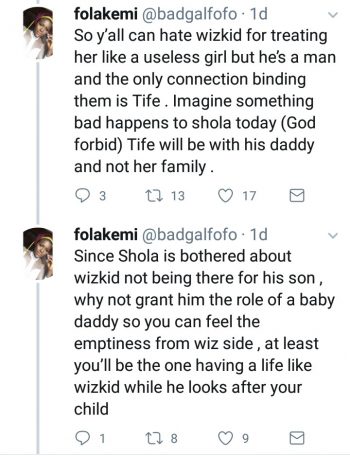 folakemi @badgalfofo · 1d
So y'all can hate wizkid for treating
her like a useless girl but he's a man
and the only connection binding
them is Tife . Imagine something
bad happens to shola today (God
forbid) Tife will be with his daddy
and not her family .
3 13 17
folakemi @badgalfofo · 1d
Since Shola is bothered about
wizkid not being there for his son ,
why not grant him the role of a baby
daddy so you can feel the
emptiness from wiz side , at least
you'll be the one having a life like
wizkid while he looks after your
child
1 8 9